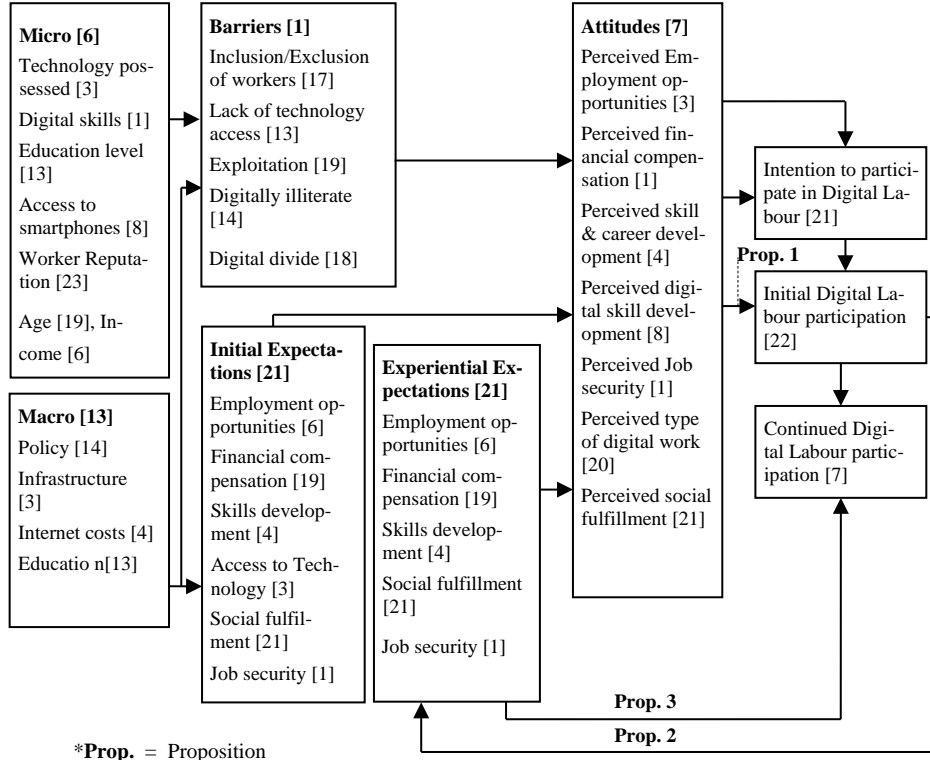 Micro [6]
Technology pos-
sessed [3]
Digital skills [1]
Education level
[13]
Access to
smartphones [8]
Worker Reputa-
tion [23]
Age [19], In-
come [6]
Macro [13]
Policy [14]
Infrastructure
[3]
Internet costs [4]
Educatio n[13]
Barriers [1]
Inclusion/Exclusion
of workers [17]
Lack of technology
access [13]
Exploitation [19]
Digitally illiterate
[14]
Digital divide [18]
Initial Expecta-
tions [21]
Employment op-
portunities [6]
Financial com-
pensation [19]
Skills develop-
ment [4]
Access to Tech-
nology [3]
Social fulfil-
ment [21]
Job security [1]
Experiential Ex-
pectations [21]
Employment op-
portunities [6]
Financial com-
pensation [19]
Skills develop-
ment [4]
Social fulfillment
[21]
Job security [1]
Attitudes [7]
Perceived Em-
ployment op-
portunities [3]
Perceived fi-
nancial compen-
sation [1]
Perceived skill
& career devel-
opment [4]
Perceived digi-
tal skill devel-
opment [8]
Perceived Job
security [1]
Perceived type
of digital work
[20]
Perceived social
fulfillment [21]
Intention to partici-
pate in Digital La-
bour [21]
Prop. 1
Initial Digital La-
bour participation
[22]
Continued Digi-
tal Labour partic-
ipation [7]
Prop. 3
Prop. 2
*Prop. = Proposition